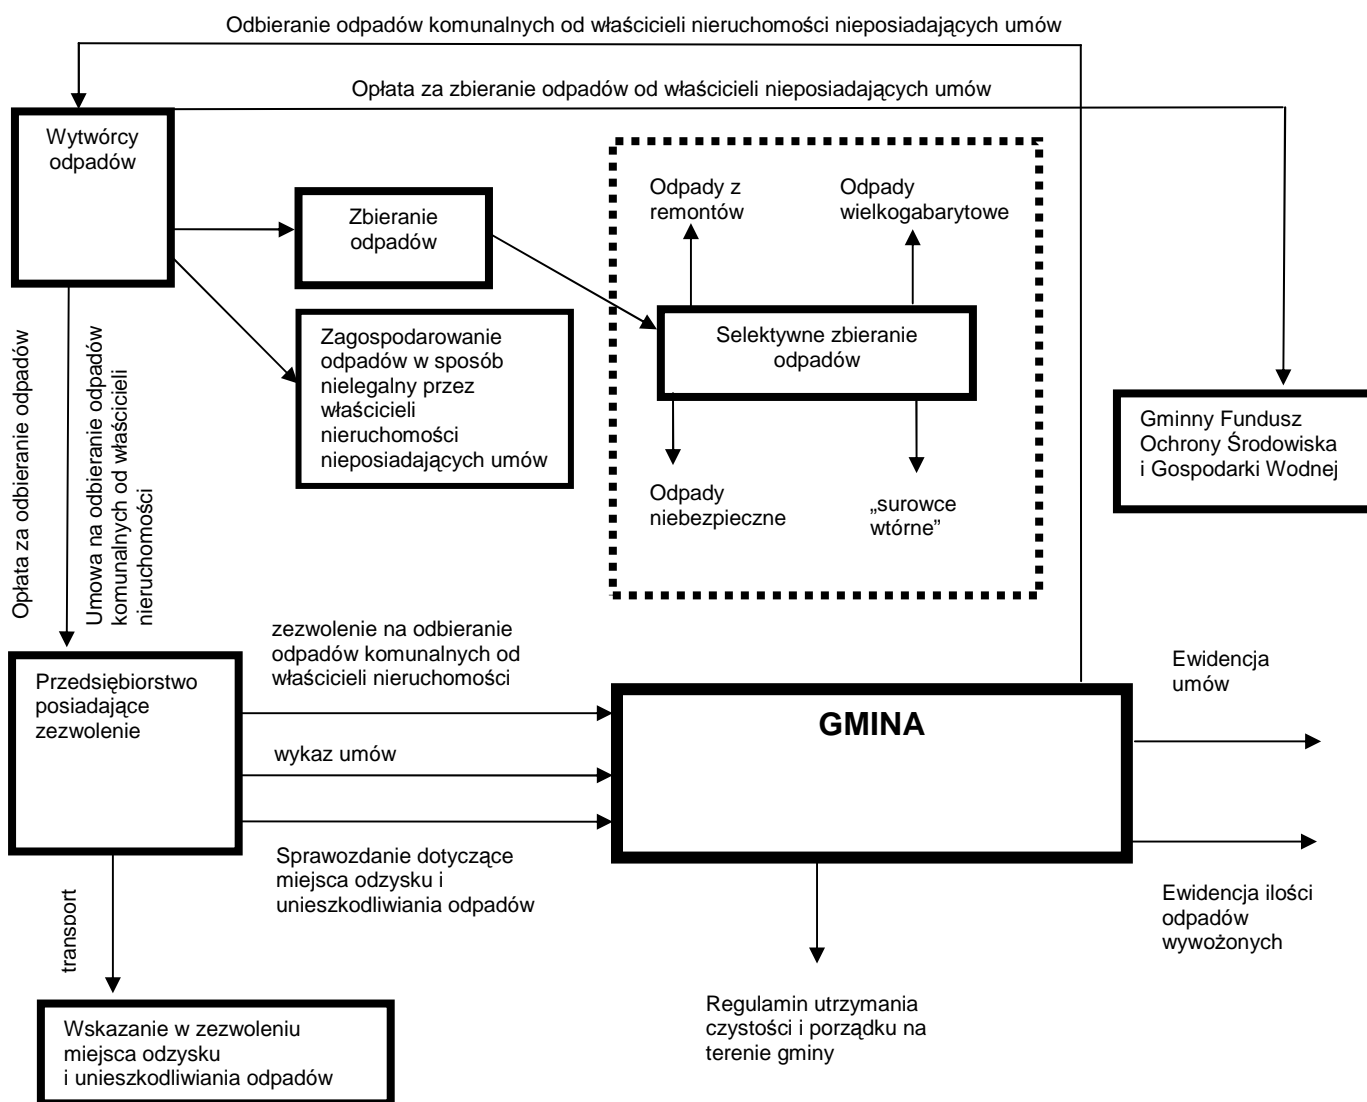 Odbieranie odpadów komunalnych od właścicieli nieruchomości nieposiadających umów
Opłata za zbieranie odpadów od właścicieli nieposiadających umów
Wytwórcy
odpadów
Zbieranie
odpadów
Odpady z
remontów
Odpady
wielkogabarytowe
Selektywne zbieranie
odpadów
Zagospodarowanie
odpadów w sposób
nielegalny przez
właścicieli
nieruchomości
nieposiadających umów
Odpady
niebezpieczne
„surowce
wtórne”
Gminny Fundusz
Ochrony Środowiska
i Gospodarki Wodnej
Opłata za odbieranie odpadów
Umowa na odbieranie odpadów
komunalnych od właścicieli
nieruchomości
zezwolenie na odbieranie
odpadów komunalnych od
właścicieli nieruchomości
Przedsiębiorstwo
posiadające
zezwolenie
wykaz umów
GMINA
Ewidencja
umów
Sprawozdanie dotyczące
miejsca odzysku i
unieszkodliwiania odpadów
Ewidencja ilości
odpadów
wywożonych
transport
Wskazanie w zezwoleniu
miejsca odzysku
i unieszkodliwiania odpadów
Regulamin utrzymania
czystości i porządku na
terenie gminy